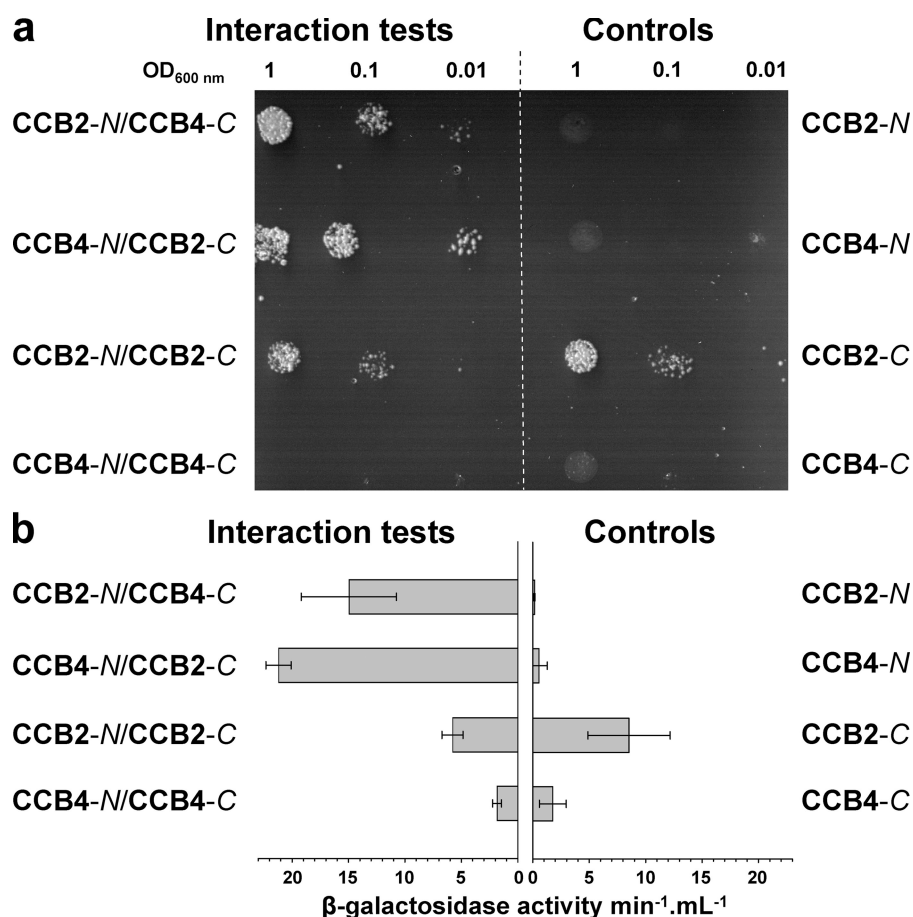 a
Interaction tests Controls
OD600 nm 1 0.1 0.01 1 0.1 0.01
CCB2-N/CCB4-C CCB2-N
CCB4-N/CCB2-C CCB4-N
CCB2-N/CCB2-C CCB2-C
CCB4-N/CCB4-C CCB4-C
b
Interaction tests Controls
CCB2-N/CCB4-C CCB2-N
CCB4-N/CCB2-C CCB4-N
CCB2-N/CCB2-C CCB2-C
CCB4-N/CCB4-C CCB4-C
20 15 10 5 0 0 5 10 15 20
β-galactosidase activity min-1.mL-1